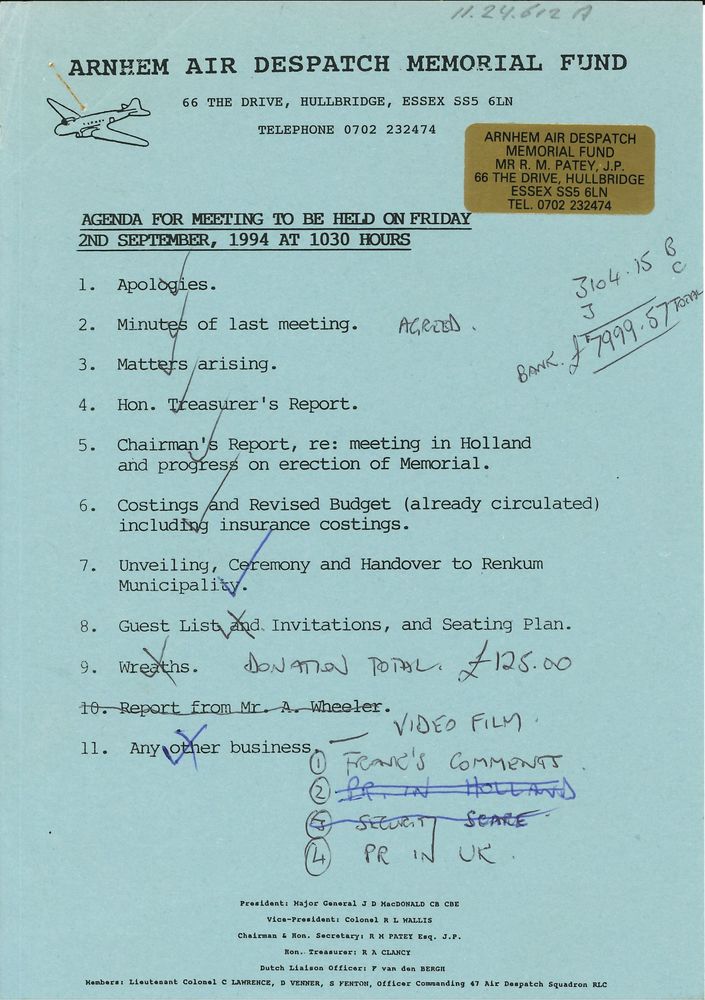 11.24.612 A
ARNHEM AIR DESPATCH MEMORIAL FUND
66 THE DRIVE, HULLBRIDGE, ESSEX SS5 6LN
TELEPHONE 0702 232474
ARNHEM AIR DESPATCH
MEMORIAL FUND
MR R. M. PATEY, J.P.
66 THE DRIVE, HULLBRIDGE
ESSEX SS5 6LN
TEL. 0702 232474
AGENDA FOR MEETING TO BE HELD ON FRIDAY
2ND SEPTEMBER, 1994 AT 1030 HOURS
3104.15 B
C
J
BANK. £7999.57 TOTAL
1. Apologies.
2. Minutes of last meeting. AGREED.
3. Matters arising.
4. Hon. Treasurer's Report.
5. Chairman's Report, re: meeting in Holland
and progress on erection of Memorial.
6. Costings and Revised Budget (already circulated)
including insurance costings.
7. Unveiling, Ceremony and Handover to Renkum
Municipality.
8. Guest List and Invitations, and Seating Plan.
9. Wreaths. DONATION TOTAL. £125.00
10. Report from Mr. A. Wheeler.
11. Any other business. — VIDEO FILM.
1 FRANK'S COMMENTS
2 PR IN HOLLAND
3 SECURITY SCARE
4 PR IN UK.
President: Major General J D MacDONALD CB CBE
Vice-President: Colonel R L WALLIS
Chairman & Hon. Secretary: R M PATEY Esq. J.P.
Hon. Treasurer: R A CLANCY
Dutch Liaison Officer: F van den BERGH
Members: Lieutenant Colonel C LAWRENCE, D VENNER, S FENTON, Officer Commanding 47 Air Despatch Squadron RLC